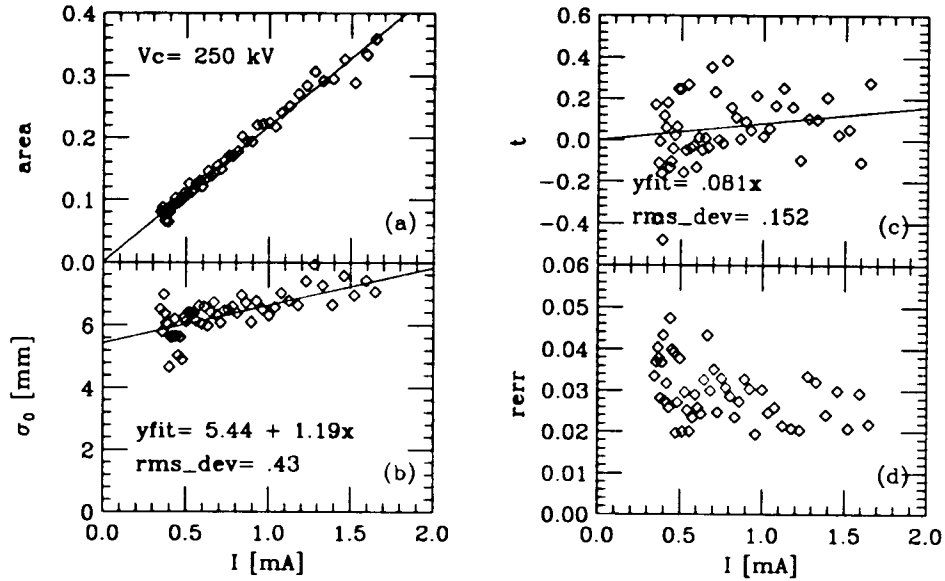 0.4
Vc= 250 kV
0.3
0.2
0.1
0.0
area
(a)
6
4
2
0
σ₀ [mm]
yfit= 5.44 + 1.19x
rms_dev= .43
(b)
0.0 0.5 1.0 1.5 2.0
I [mA]
0.6
0.4
0.2
0.0
−0.2
−0.4
t
yfit= .081x
rms_dev= .152
(c)
0.06
0.05
0.04
0.03
0.02
0.01
0.00
rerr
(d)
0.0 0.5 1.0 1.5 2.0
I [mA]